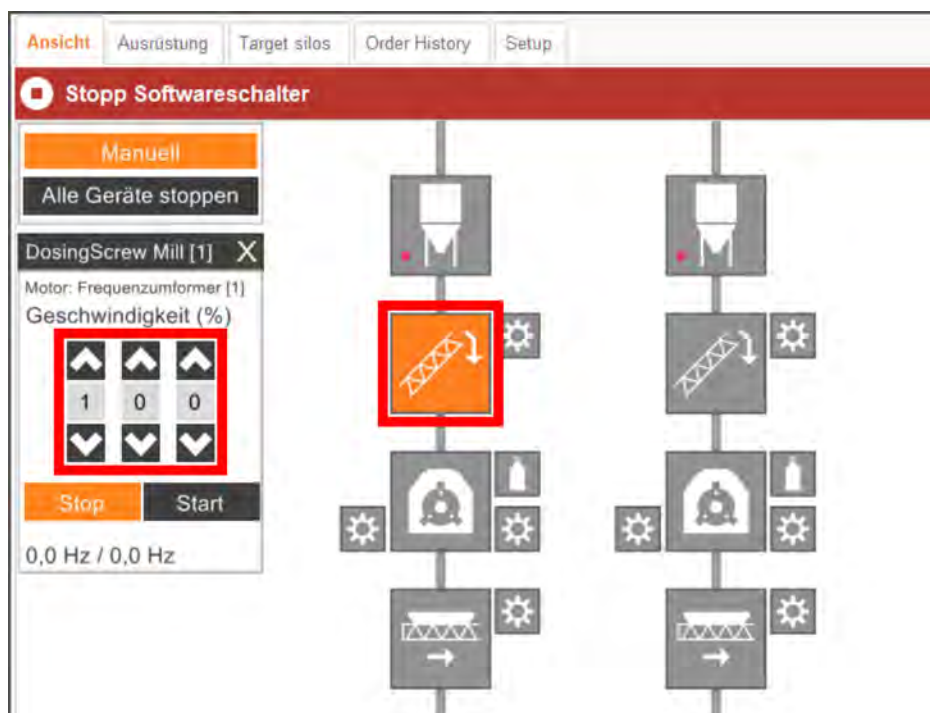 Ansicht Ausrüstung Target silos Order History Setup
Stopp Softwareschalter
Manuell
Alle Geräte stoppen
DosingScrew Mill [1] X
Motor: Frequenzumformer [1]
Geschwindigkeit (%)
1 0 0
Stop Start
0,0 Hz / 0,0 Hz